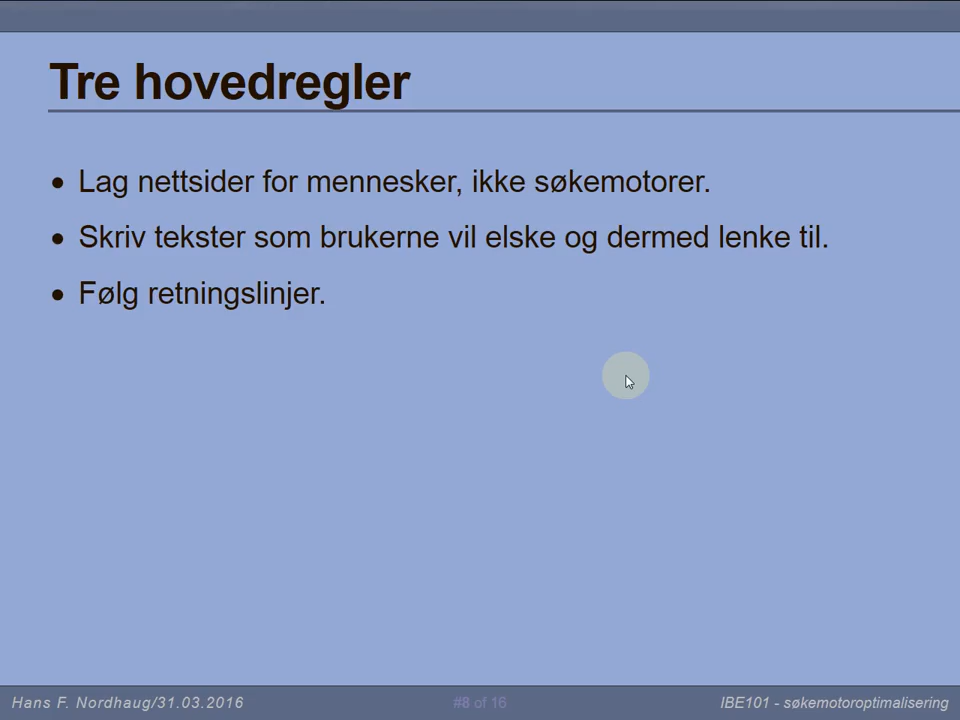 Tre hovedregler
• Lag nettsider for mennesker, ikke søkemotorer.
• Skriv tekster som brukerne vil elske og dermed lenke til.
• Følg retningslinjer.
Hans F. Nordhaug/31.03.2016
#8 of 16
IBE101 - søkemotoroptimalisering